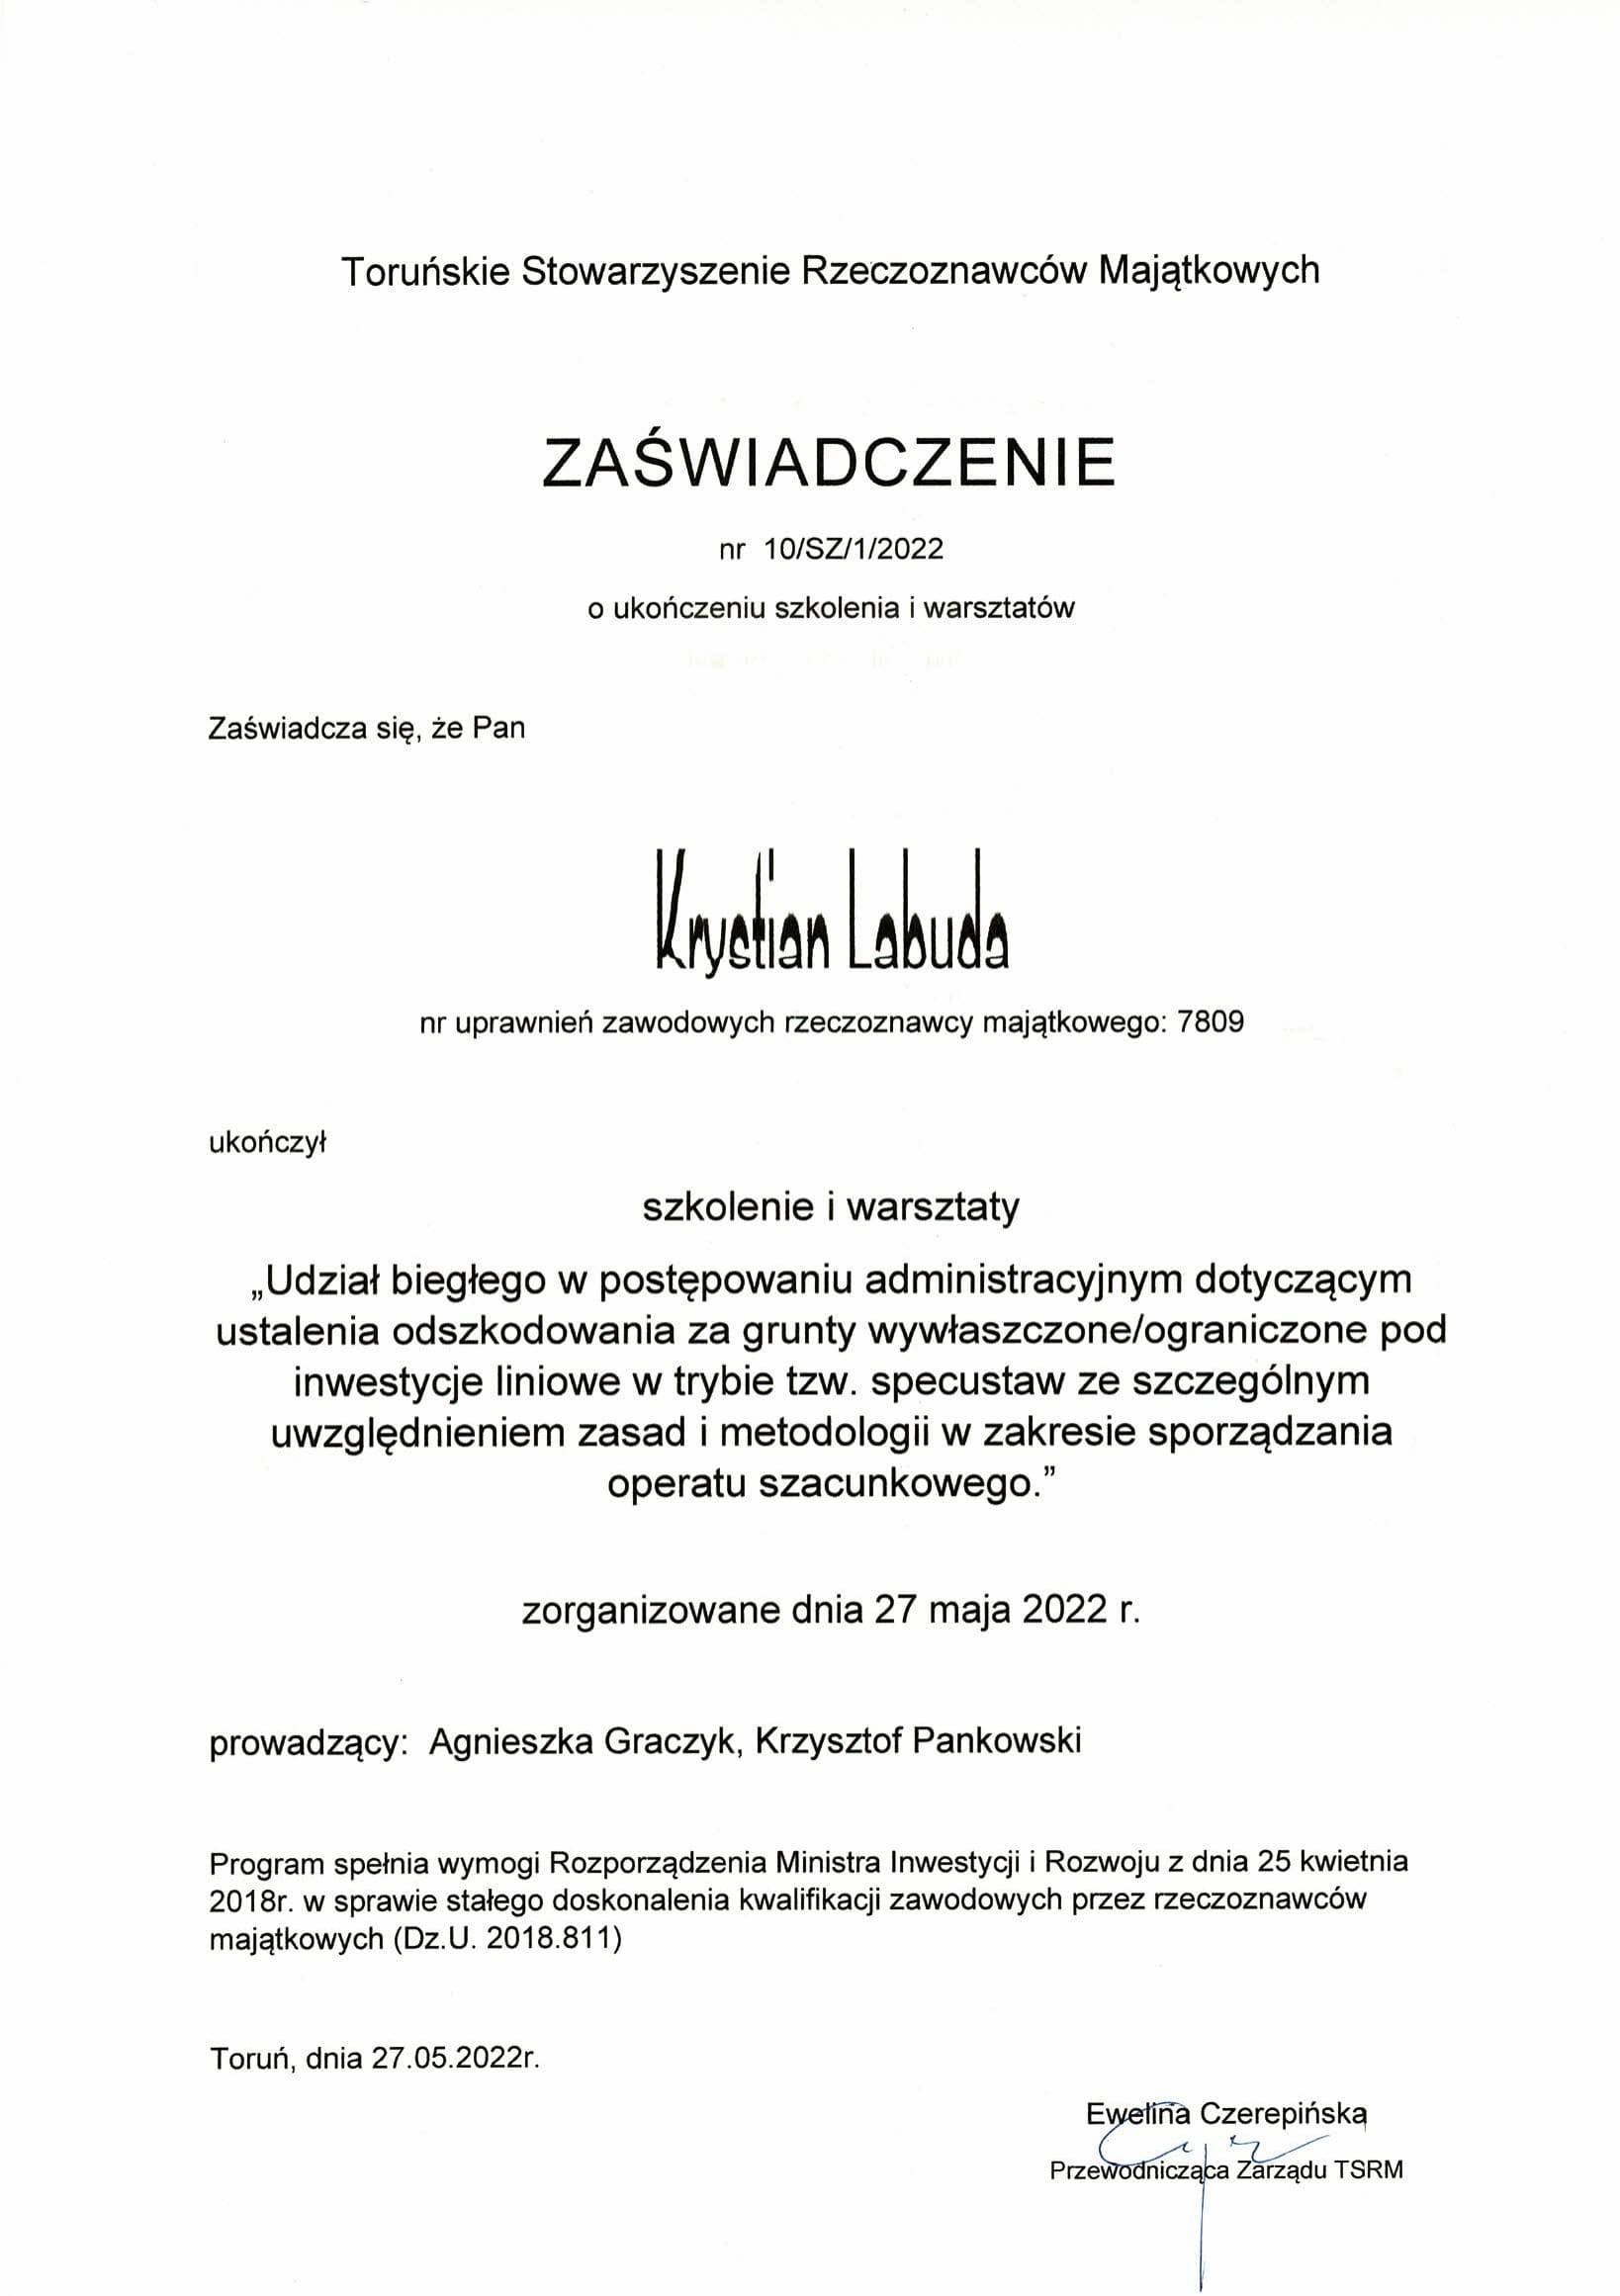 Toruńskie Stowarzyszenie Rzeczoznawców Majątkowych
ZAŚWIADCZENIE
nr 10/SZ/1/2022
o ukończeniu szkolenia i warsztatów
Zaświadcza się, że Pan
Krystian Labuda
nr uprawnień zawodowych rzeczoznawcy majątkowego: 7809
ukończył
szkolenie i warsztaty
„Udział biegłego w postępowaniu administracyjnym dotyczącym
ustalenia odszkodowania za grunty wywłaszczone/ograniczone pod
inwestycje liniowe w trybie tzw. specustaw ze szczególnym
uwzględnieniem zasad i metodologii w zakresie sporządzania
operatu szacunkowego.”
zorganizowane dnia 27 maja 2022 r.
prowadzący: Agnieszka Graczyk, Krzysztof Pankowski
Program spełnia wymogi Rozporządzenia Ministra Inwestycji i Rozwoju z dnia 25 kwietnia
2018r. w sprawie stałego doskonalenia kwalifikacji zawodowych przez rzeczoznawców
majątkowych (Dz.U. 2018.811)
Toruń, dnia 27.05.2022r.
Ewelina Czerepińska
Przewodnicząca Zarządu TSRM